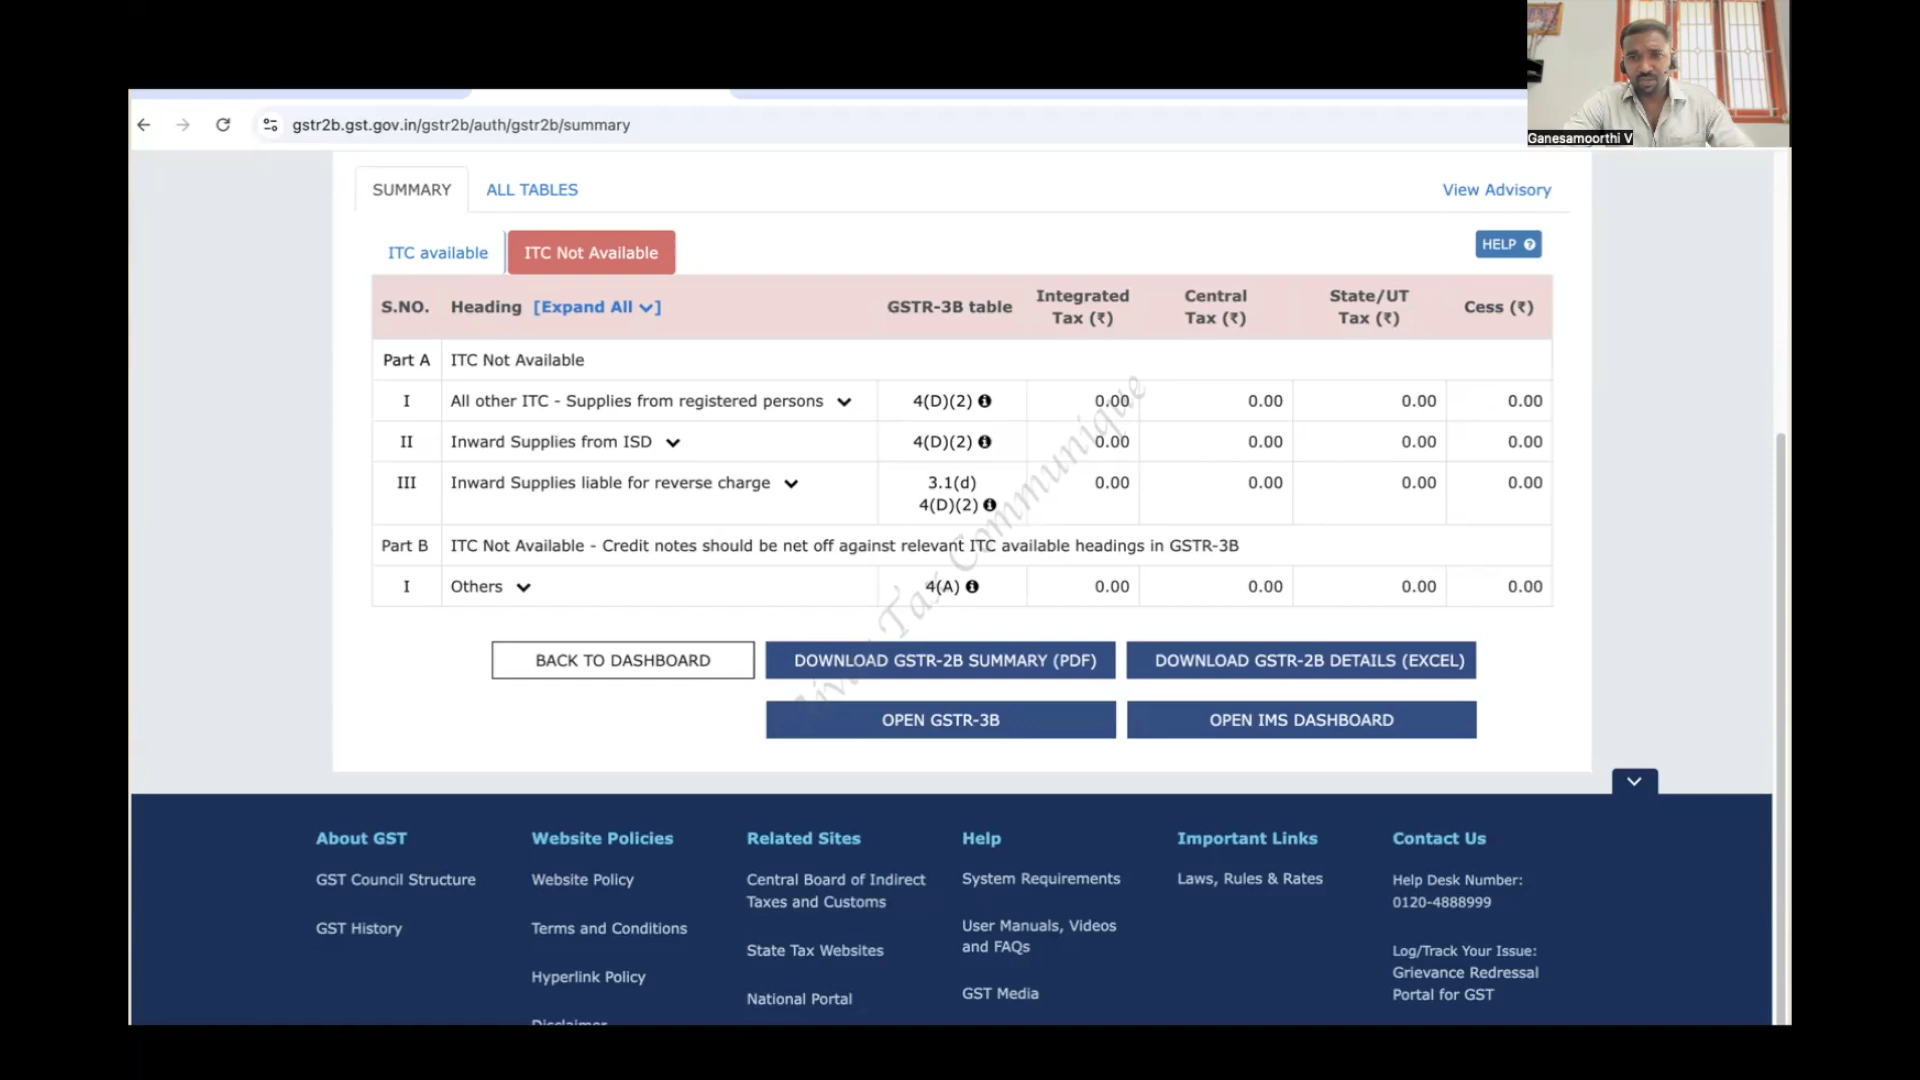 Ganesamoorthi V
gstr2b.gst.gov.in/gstr2b/auth/gstr2b/summary
SUMMARY ALL TABLES View Advisory
ITC available ITC Not Available HELP
S.NO. Heading [Expand All] GSTR-3B table Integrated Tax (₹) Central Tax (₹) State/UT Tax (₹) Cess (₹)
Part A ITC Not Available
I All other ITC - Supplies from registered persons 4(D)(2) 0.00 0.00 0.00 0.00
II Inward Supplies from ISD 4(D)(2) 0.00 0.00 0.00 0.00
III Inward Supplies liable for reverse charge 3.1(d) 0.00 0.00 0.00 0.00
4(D)(2)
Part B ITC Not Available - Credit notes should be net off against relevant ITC available headings in GSTR-3B
I Others 4(A) 0.00 0.00 0.00 0.00
Tax Communique
BACK TO DASHBOARD DOWNLOAD GSTR-2B SUMMARY (PDF) DOWNLOAD GSTR-2B DETAILS (EXCEL)
OPEN GSTR-3B OPEN IMS DASHBOARD
About GST
GST Council Structure
GST History
Website Policies
Website Policy
Terms and Conditions
Hyperlink Policy
Disclaimer
Related Sites
Central Board of Indirect
Taxes and Customs
State Tax Websites
National Portal
Help
System Requirements
User Manuals, Videos
and FAQs
GST Media
Important Links
Laws, Rules & Rates
Contact Us
Help Desk Number:
0120-4888999
Log/Track Your Issue:
Grievance Redressal
Portal for GST